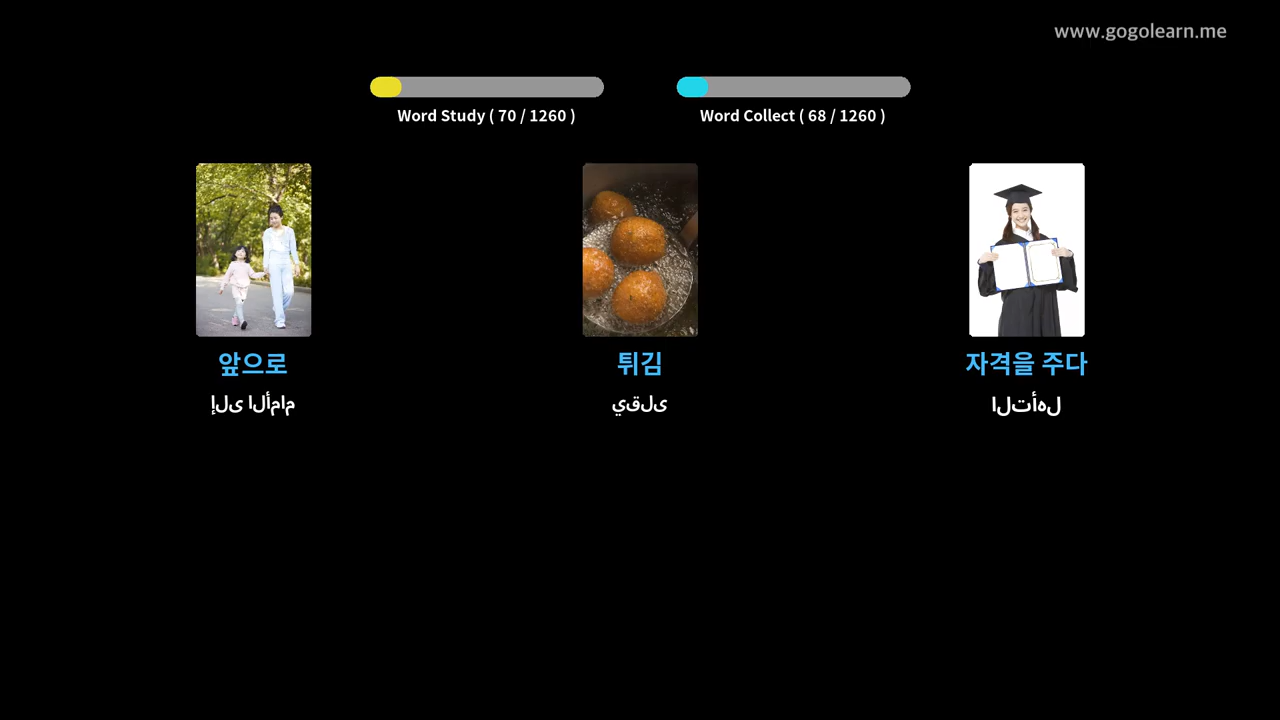 www.gogolearn.me
Word Study ( 70 / 1260 )
Word Collect ( 68 / 1260 )
앞으로
튀김
자격을 주다
إلى الأمام
يقلى
التأهل